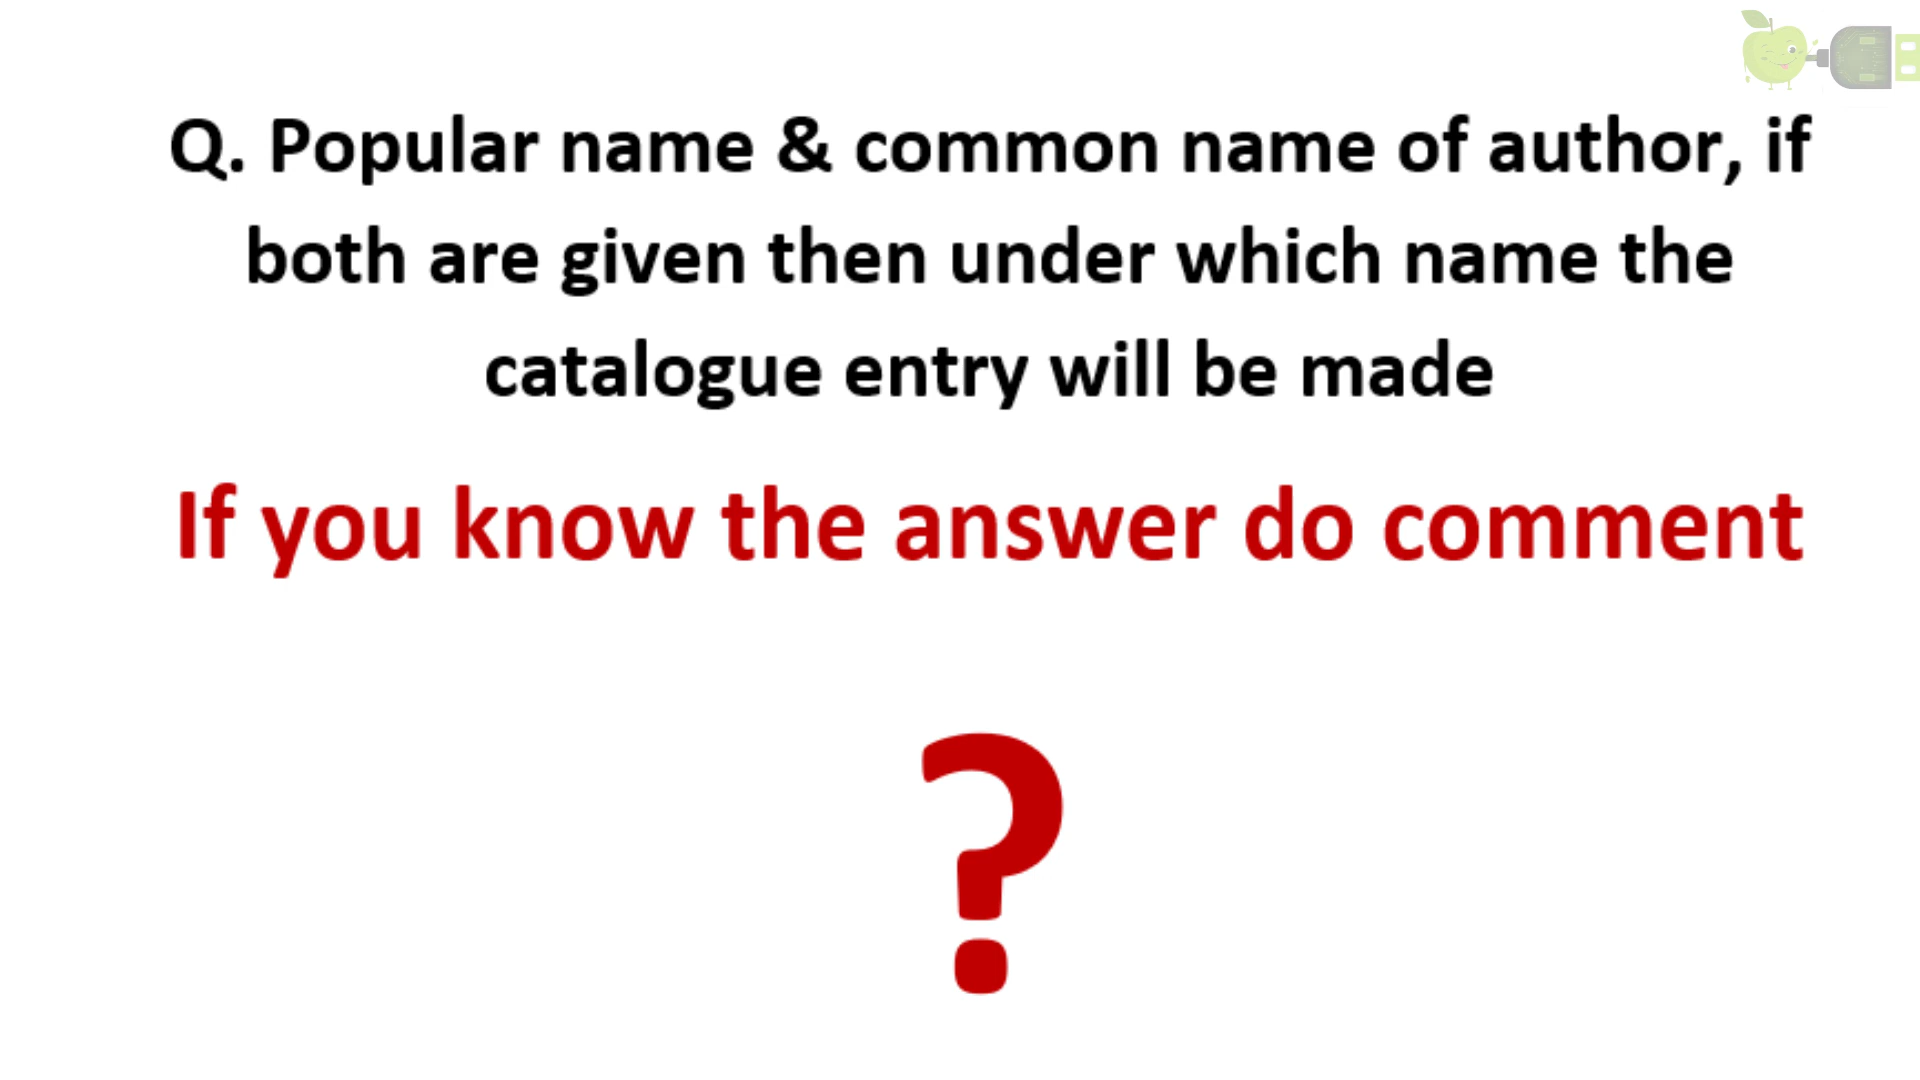 Q. Popular name & common name of author, if
both are given then under which name the
catalogue entry will be made
If you know the answer do comment
?